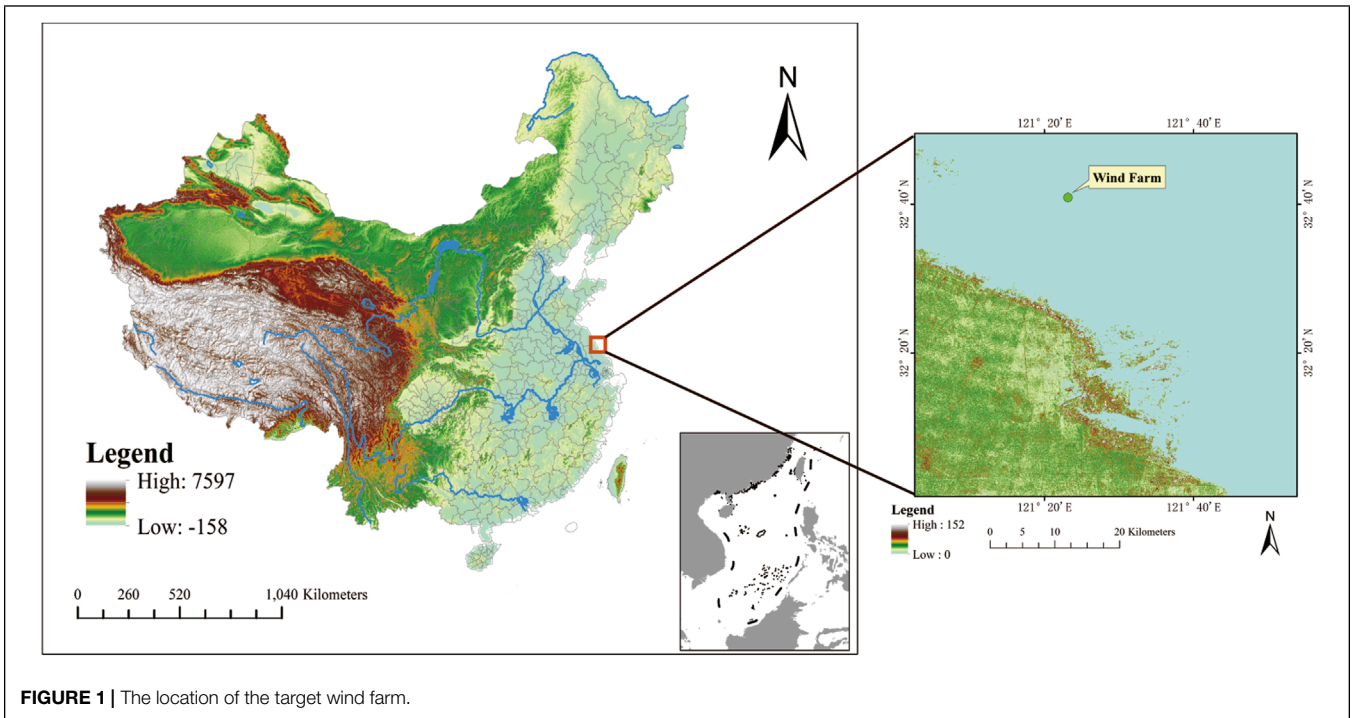 N
Legend
High: 7597
Low: -158
0 260 520 1,040 Kilometers
121° 20' E 121° 40' E
Wind Farm
32° 40' N 32° 40' N
32° 20' N 32° 20' N
121° 20' E 121° 40' E
Legend
High : 152
Low : 0
0 5 10 20 Kilometers
N
FIGURE 1 | The location of the target wind farm.